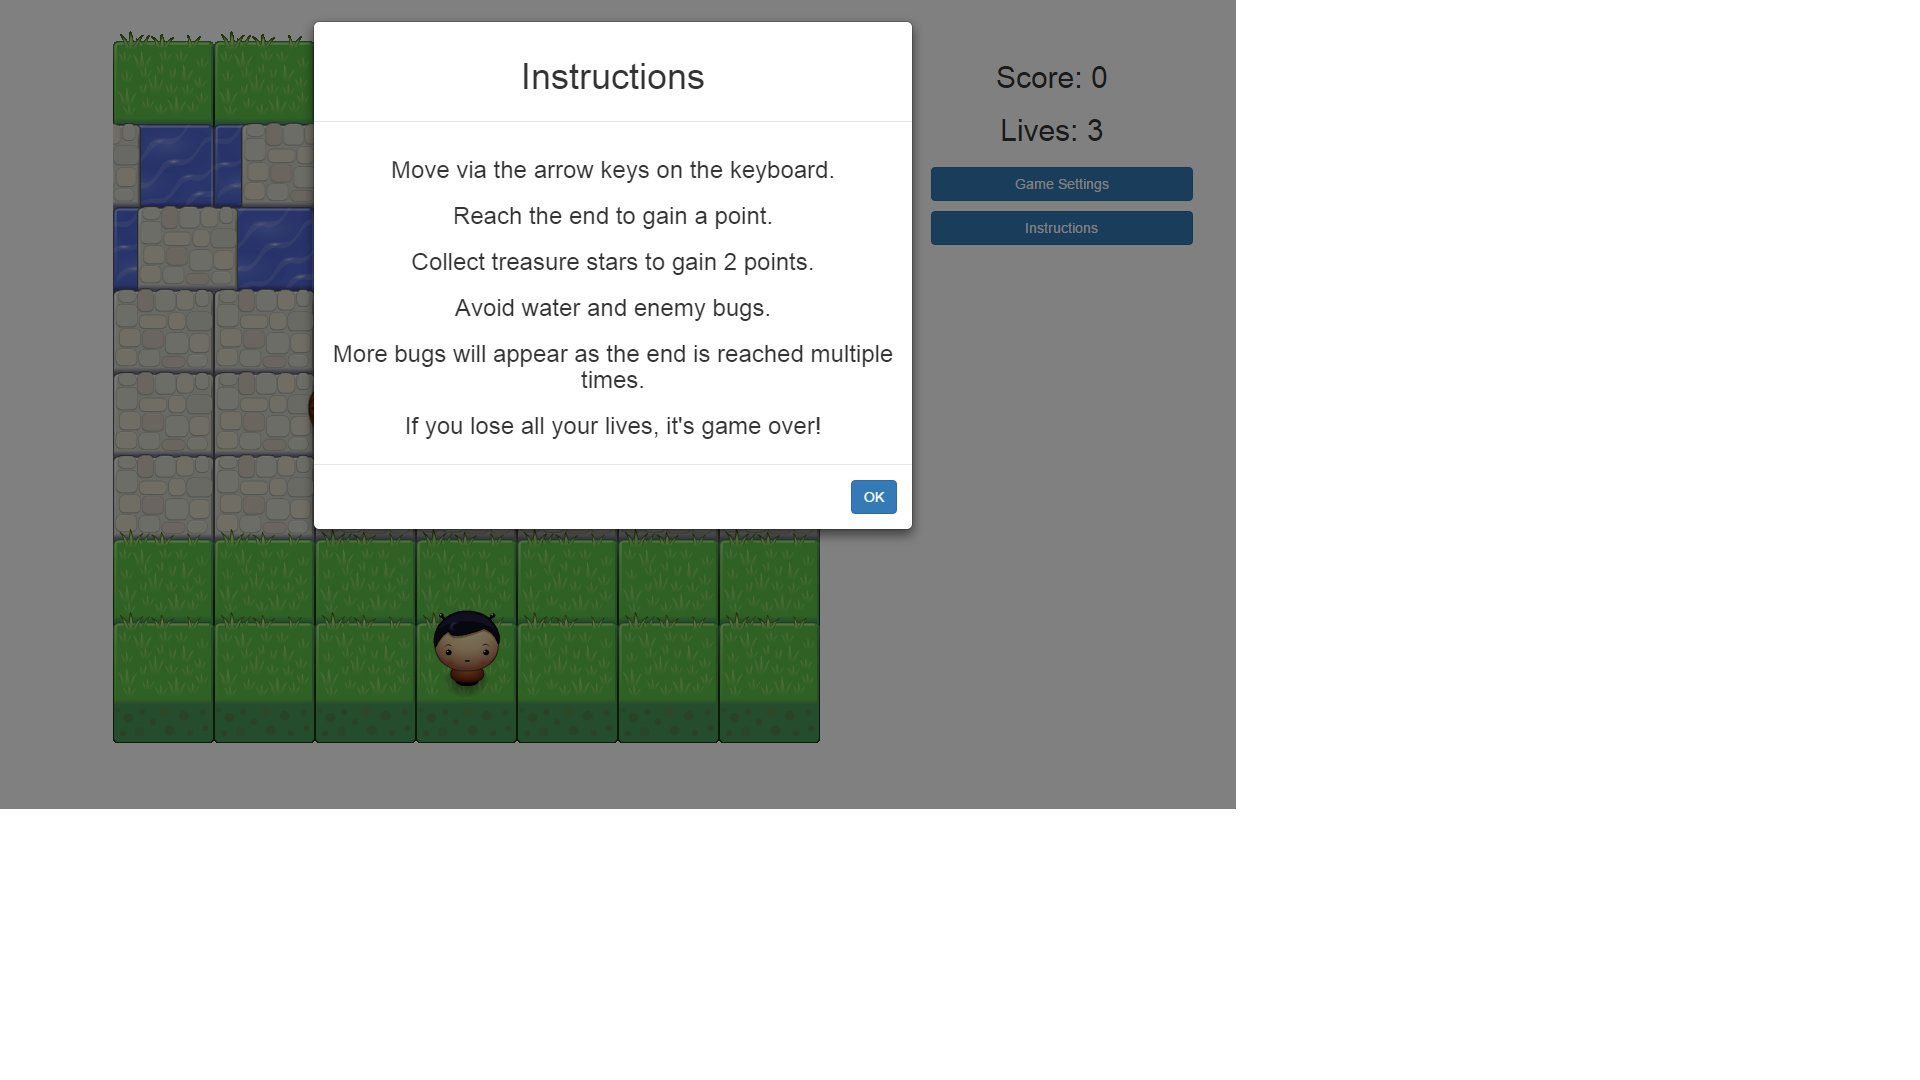 Instructions
Move via the arrow keys on the keyboard.
Reach the end to gain a point.
Collect treasure stars to gain 2 points.
Avoid water and enemy bugs.
More bugs will appear as the end is reached multiple
times.
If you lose all your lives, it's game over!
OK
Score: 0
Lives: 3
Game Settings
Instructions